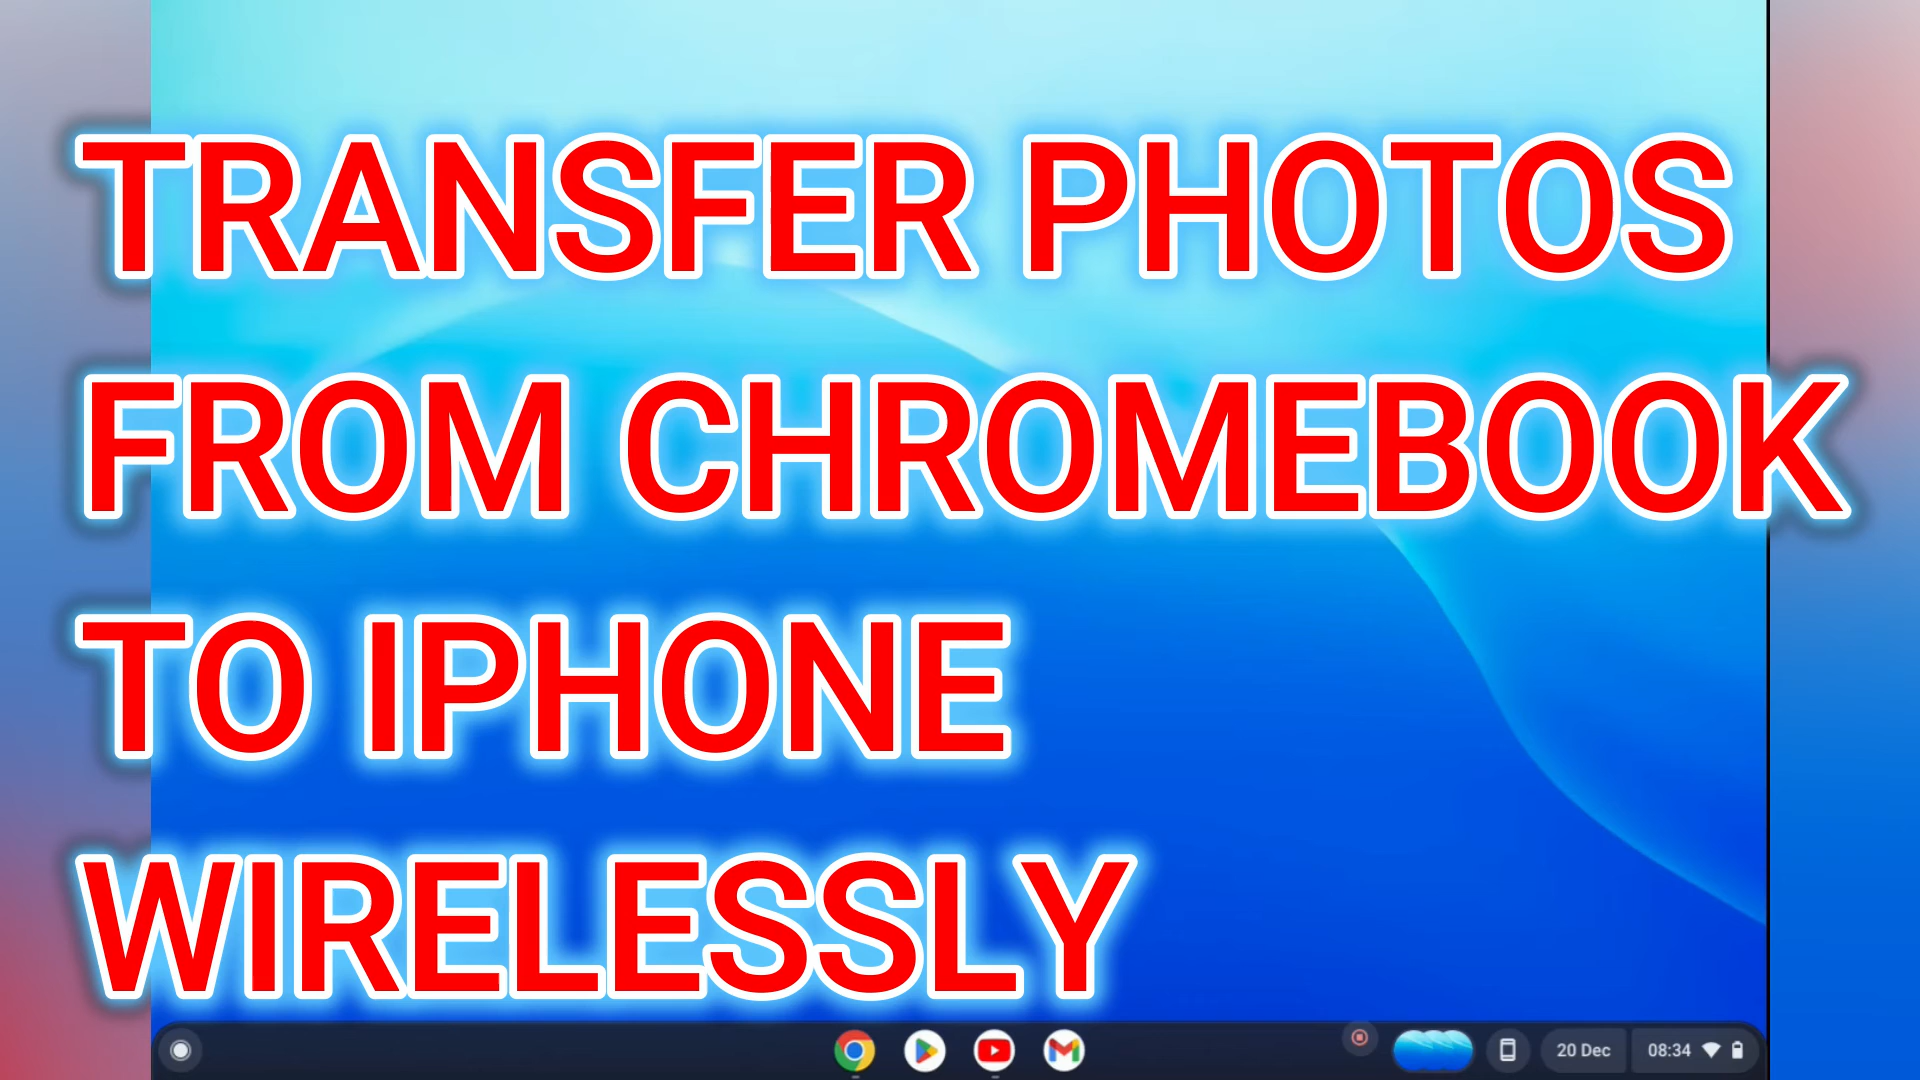 TRANSFER PHOTOS
FROM CHROMEBOOK
TO IPHONE
WIRELESSLY
20 Dec
08:34